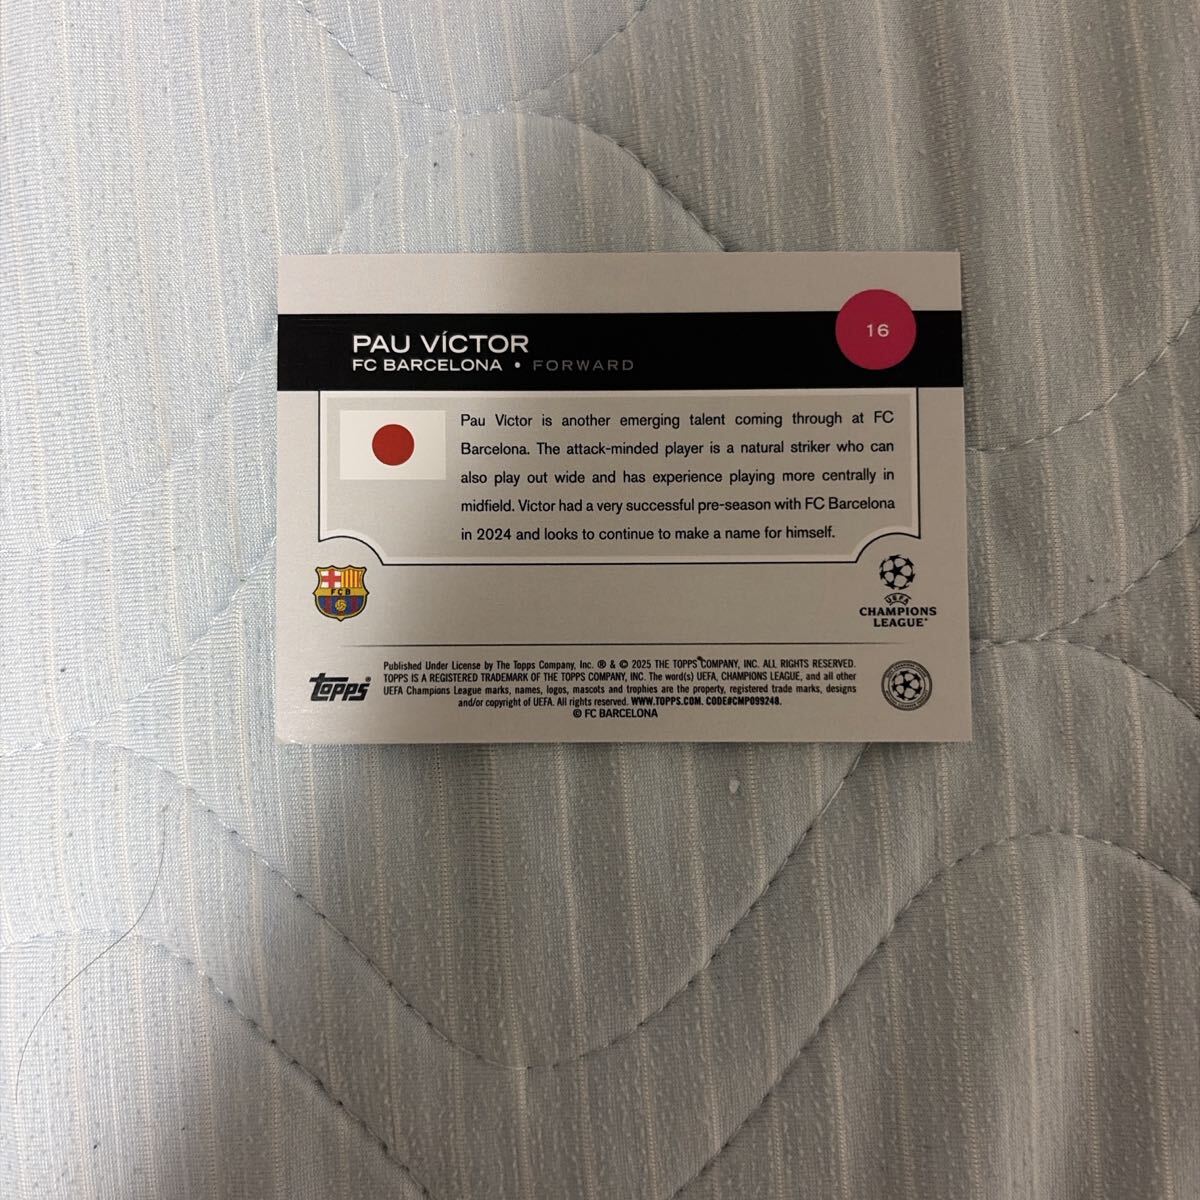 PAU VÍCTOR
FC BARCELONA • FORWARD
16
Pau Victor is another emerging talent coming through at FC
Barcelona. The attack-minded player is a natural striker who can
also play out wide and has experience playing more centrally in
midfield. Victor had a very successful pre-season with FC Barcelona
in 2024 and looks to continue to make a name for himself.
FCB
UEFA
CHAMPIONS
LEAGUE
topps
Published Under License by The Topps Company, Inc. ® & © 2025 THE TOPPS COMPANY, INC. ALL RIGHTS RESERVED.
TOPPS IS A REGISTERED TRADEMARK OF THE TOPPS COMPANY, INC. The word(s) UEFA, CHAMPIONS LEAGUE, and all other
UEFA Champions League marks, names, logos, mascots and trophies are the property, registered trade marks, designs
and/or copyright of UEFA. All rights reserved. WWW.TOPPS.COM. CODE#CMP099248.
© FC BARCELONA